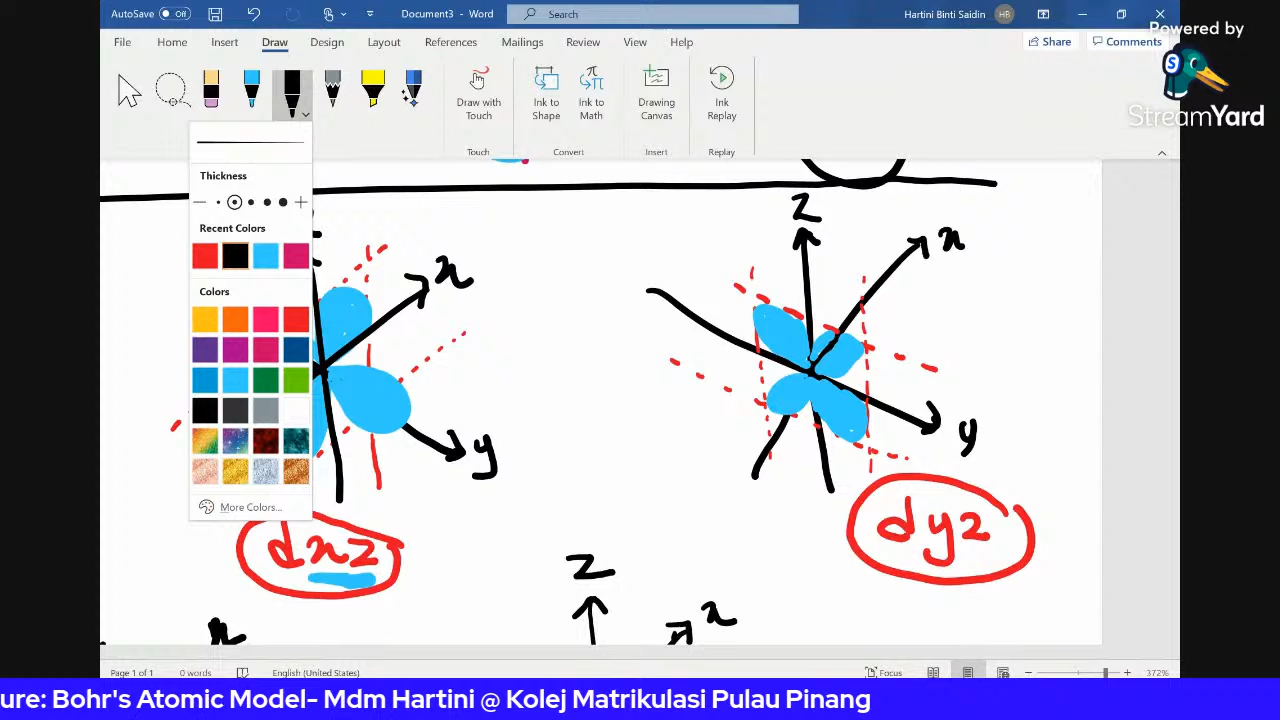 AutoSave Off Document3 - Word Search Hartini Binti Saidin HB
Powered by
StreamYard
File Home Insert Draw Design Layout References Mailings Review View Help Share Comments
Draw with Touch
Ink to Shape
Ink to Math
Drawing Canvas
Ink Replay
Touch Convert Insert Replay
Thickness
Recent Colors
Colors
More Colors...
x
y
dxz
z
x
y
dyz
z
x
x
Page 1 of 1 0 words English (United States) Focus 372%
ure: Bohr's Atomic Model- Mdm Hartini @ Kolej Matrikulasi Pulau Pinang